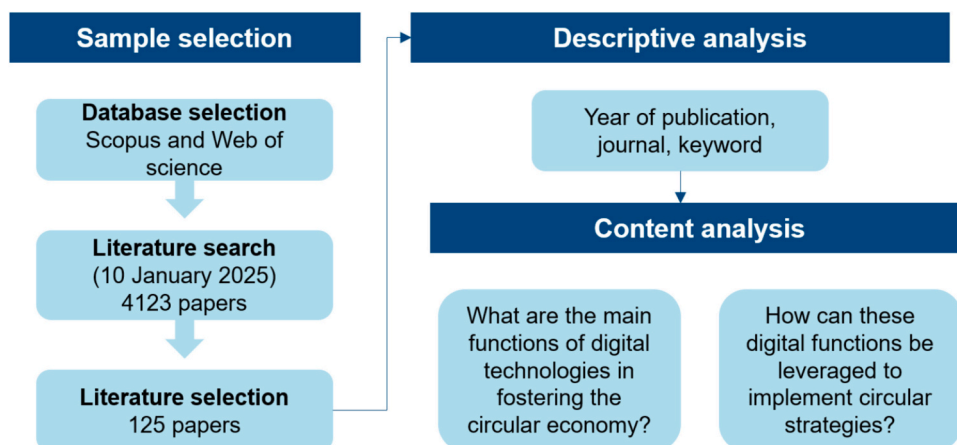 Sample selection
Database selection
Scopus and Web of
science
Literature search
(10 January 2025)
4123 papers
Literature selection
125 papers
Descriptive analysis
Year of publication,
journal, keyword
Content analysis
What are the main
functions of digital
technologies in
fostering the
circular economy?
How can these
digital functions be
leveraged to
implement circular
strategies?